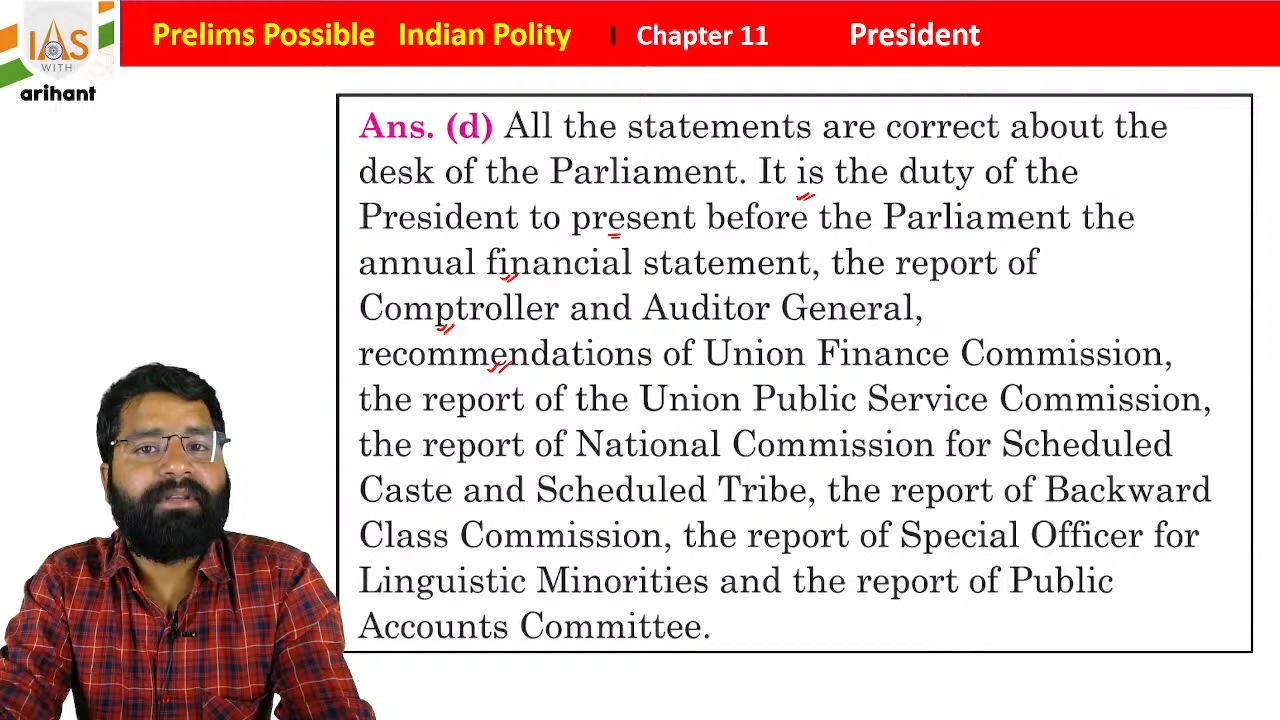 IAS
WITH
arihant
Prelims Possible Indian Polity | Chapter 11 President
Ans. (d) All the statements are correct about the
desk of the Parliament. It is the duty of the
President to present before the Parliament the
annual financial statement, the report of
Comptroller and Auditor General,
recommendations of Union Finance Commission,
the report of the Union Public Service Commission,
the report of National Commission for Scheduled
Caste and Scheduled Tribe, the report of Backward
Class Commission, the report of Special Officer for
Linguistic Minorities and the report of Public
Accounts Committee.